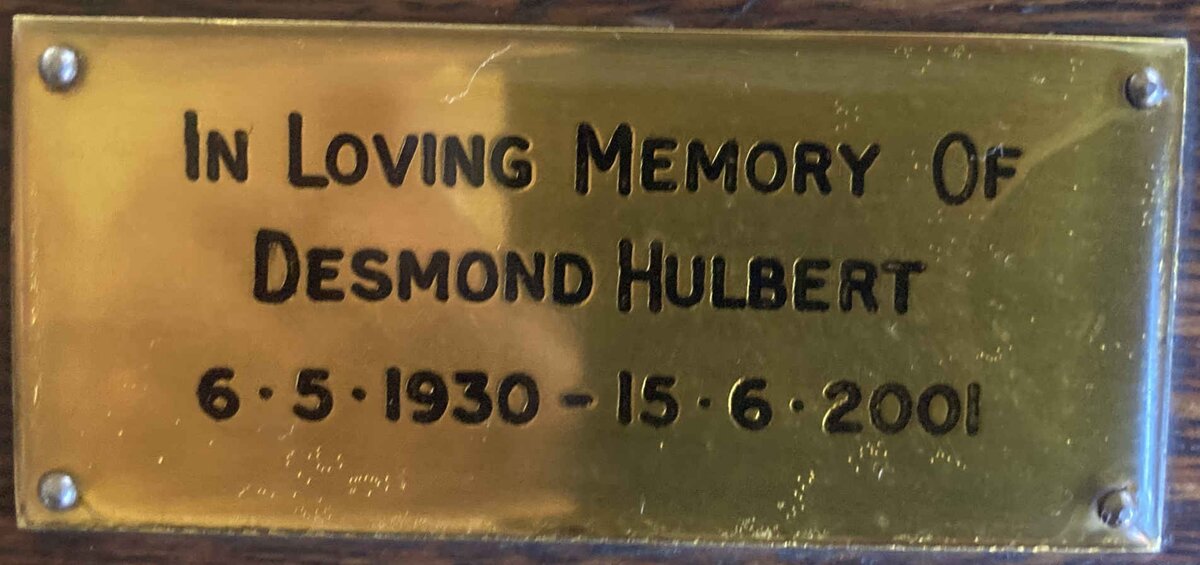 In Loving Memory Of
Desmond Hulbert
6·5·1930 – 15·6·2001